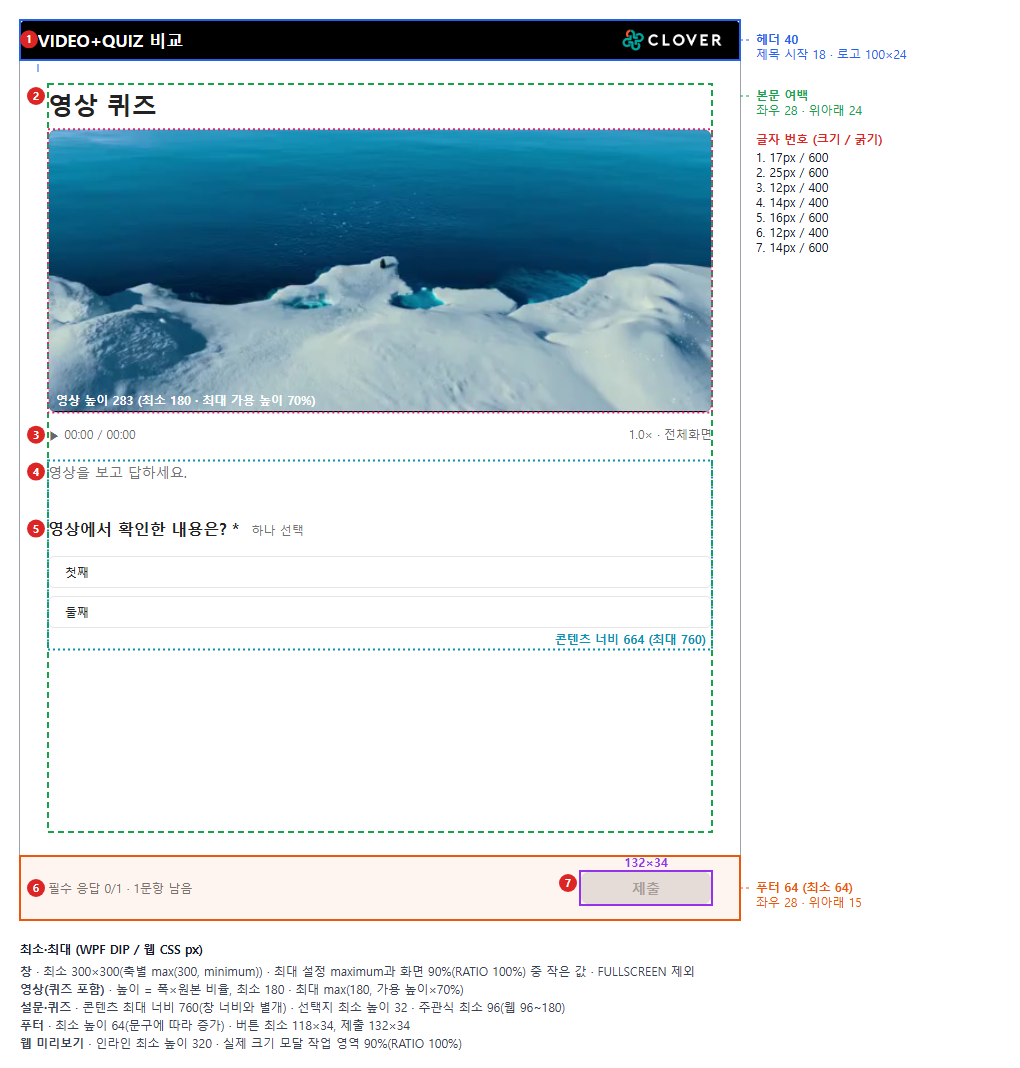 1 VIDEO+QUIZ 비교
CLOVER
헤더 40
제목 시작 18 · 로고 100×24
2 영상 퀴즈
본문 여백
좌우 28 · 위아래 24
글자 번호 (크기 / 굵기)
1. 17px / 600
2. 25px / 600
3. 12px / 400
4. 14px / 400
5. 16px / 600
6. 12px / 400
7. 14px / 600
영상 높이 283 (최소 180 · 최대 가용 높이 70%)
3 ▶ 00:00 / 00:00 1.0× · 전체화면
4 영상을 보고 답하세요.
5 영상에서 확인한 내용은? * 하나 선택
첫째
둘째
콘텐츠 너비 664 (최대 760)
132×34
6 필수 응답 0/1 · 1문항 남음
7 제출
푸터 64 (최소 64)
좌우 28 · 위아래 15
최소·최대 (WPF DIP / 웹 CSS px)
창 · 최소 300×300(축별 max(300, minimum)) · 최대 설정 maximum과 화면 90%(RATIO 100%) 중 작은 값 · FULLSCREEN 제외
영상(퀴즈 포함) · 높이 = 폭×원본 비율, 최소 180 · 최대 max(180, 가용 높이×70%)
설문·퀴즈 · 콘텐츠 최대 너비 760(창 너비와 별개) · 선택지 최소 높이 32 · 주관식 최소 96(웹 96~180)
푸터 · 최소 높이 64(문구에 따라 증가) · 버튼 최소 118×34, 제출 132×34
웹 미리보기 · 인라인 최소 높이 320 · 실제 크기 모달 작업 영역 90%(RATIO 100%)